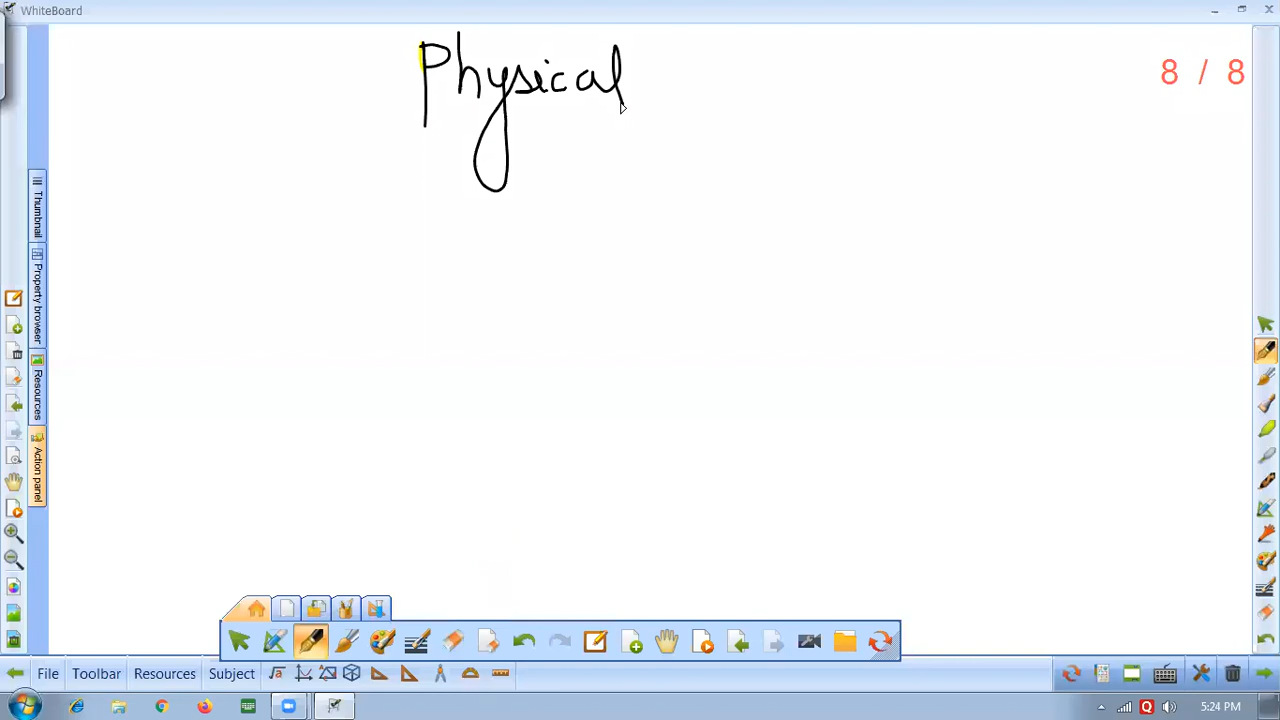 WhiteBoard
Physical
8 / 8
Thumbnail
Property browser
Resources
Action panel
File
Toolbar
Resources
Subject
5:24 PM